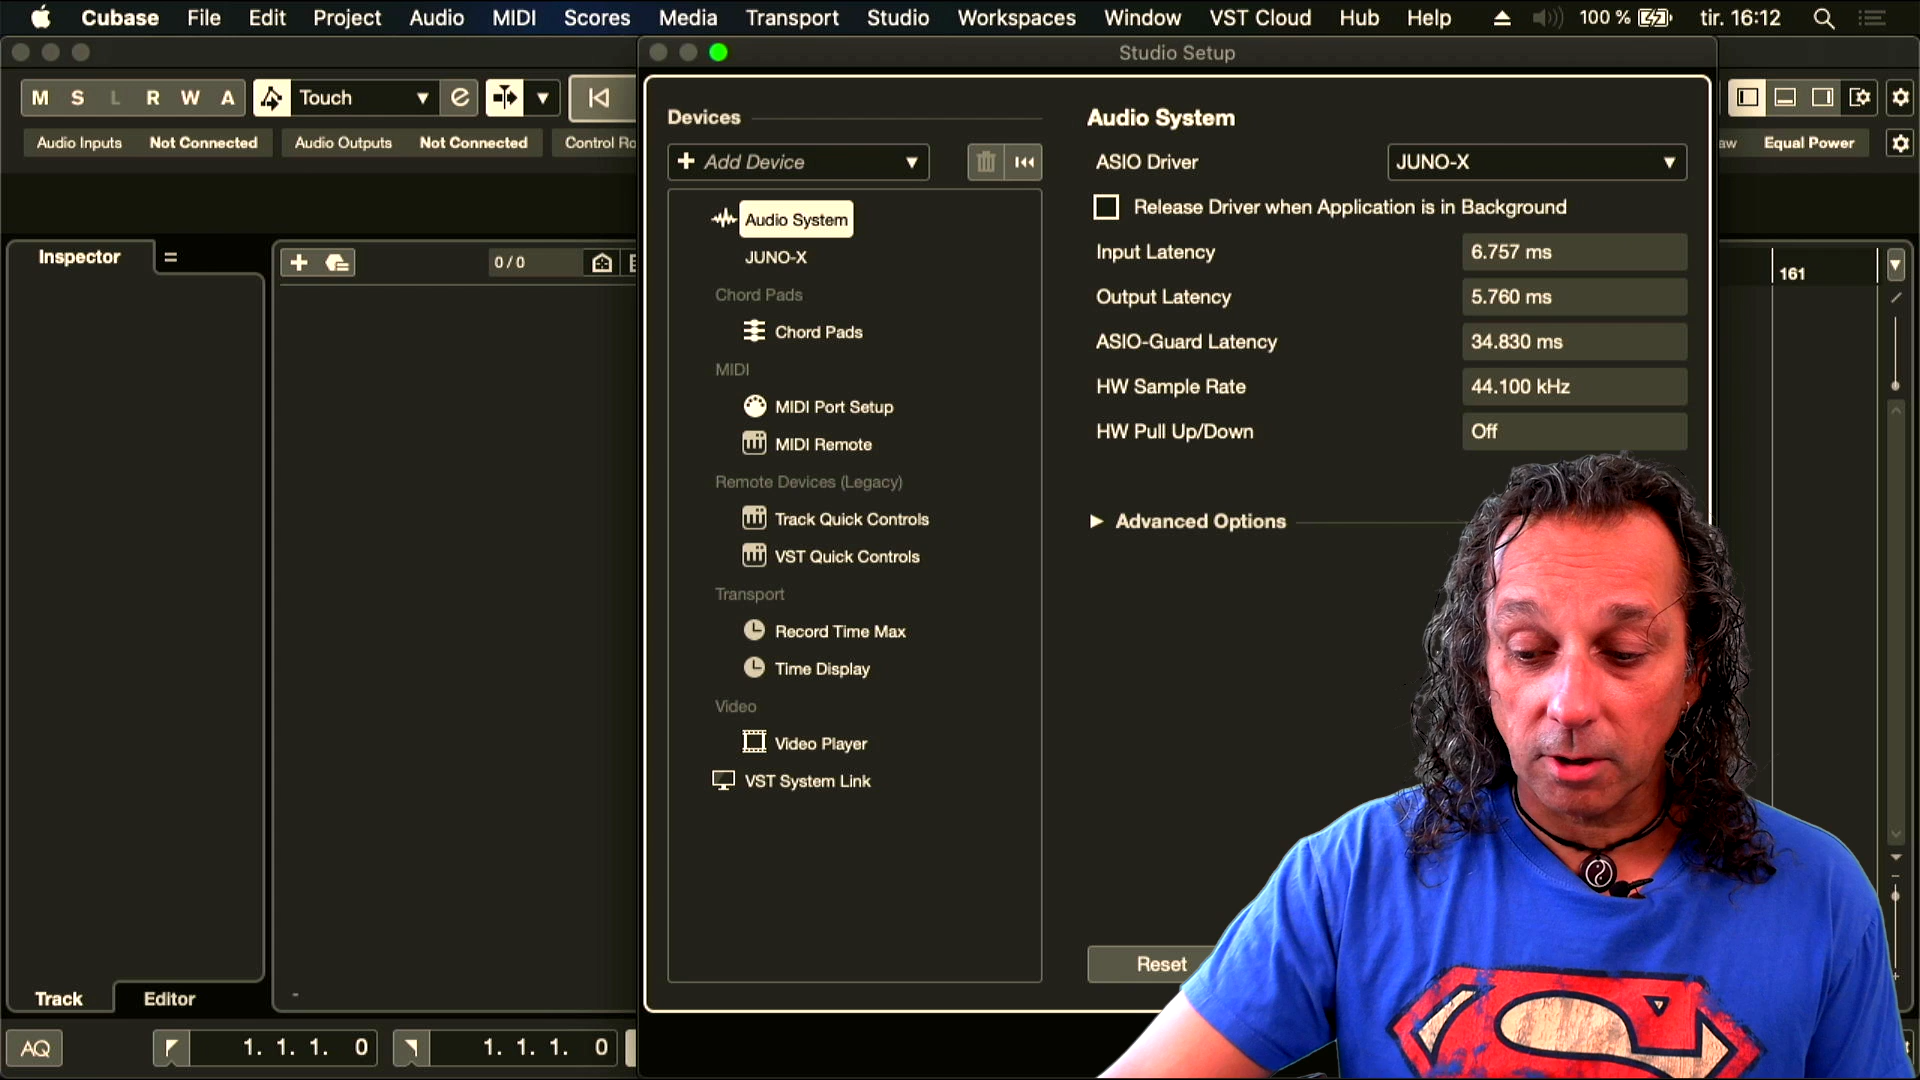 Cubase File Edit Project Audio MIDI Scores Media Transport Studio Workspaces Window VST Cloud Hub Help 100 % tir. 16:12
Studio Setup
M S L R W A Touch
Audio Inputs Not Connected Audio Outputs Not Connected Control Ro
aw Equal Power
Inspector
0/0
161
Devices
Add Device
Audio System
JUNO-X
Chord Pads
Chord Pads
MIDI
MIDI Port Setup
MIDI Remote
Remote Devices (Legacy)
Track Quick Controls
VST Quick Controls
Transport
Record Time Max
Time Display
Video
Video Player
VST System Link
Audio System
ASIO Driver JUNO-X
Release Driver when Application is in Background
Input Latency 6.757 ms
Output Latency 5.760 ms
ASIO-Guard Latency 34.830 ms
HW Sample Rate 44.100 kHz
HW Pull Up/Down Off
Advanced Options
Reset
Track Editor
AQ 1. 1. 1. 0 1. 1. 1. 0